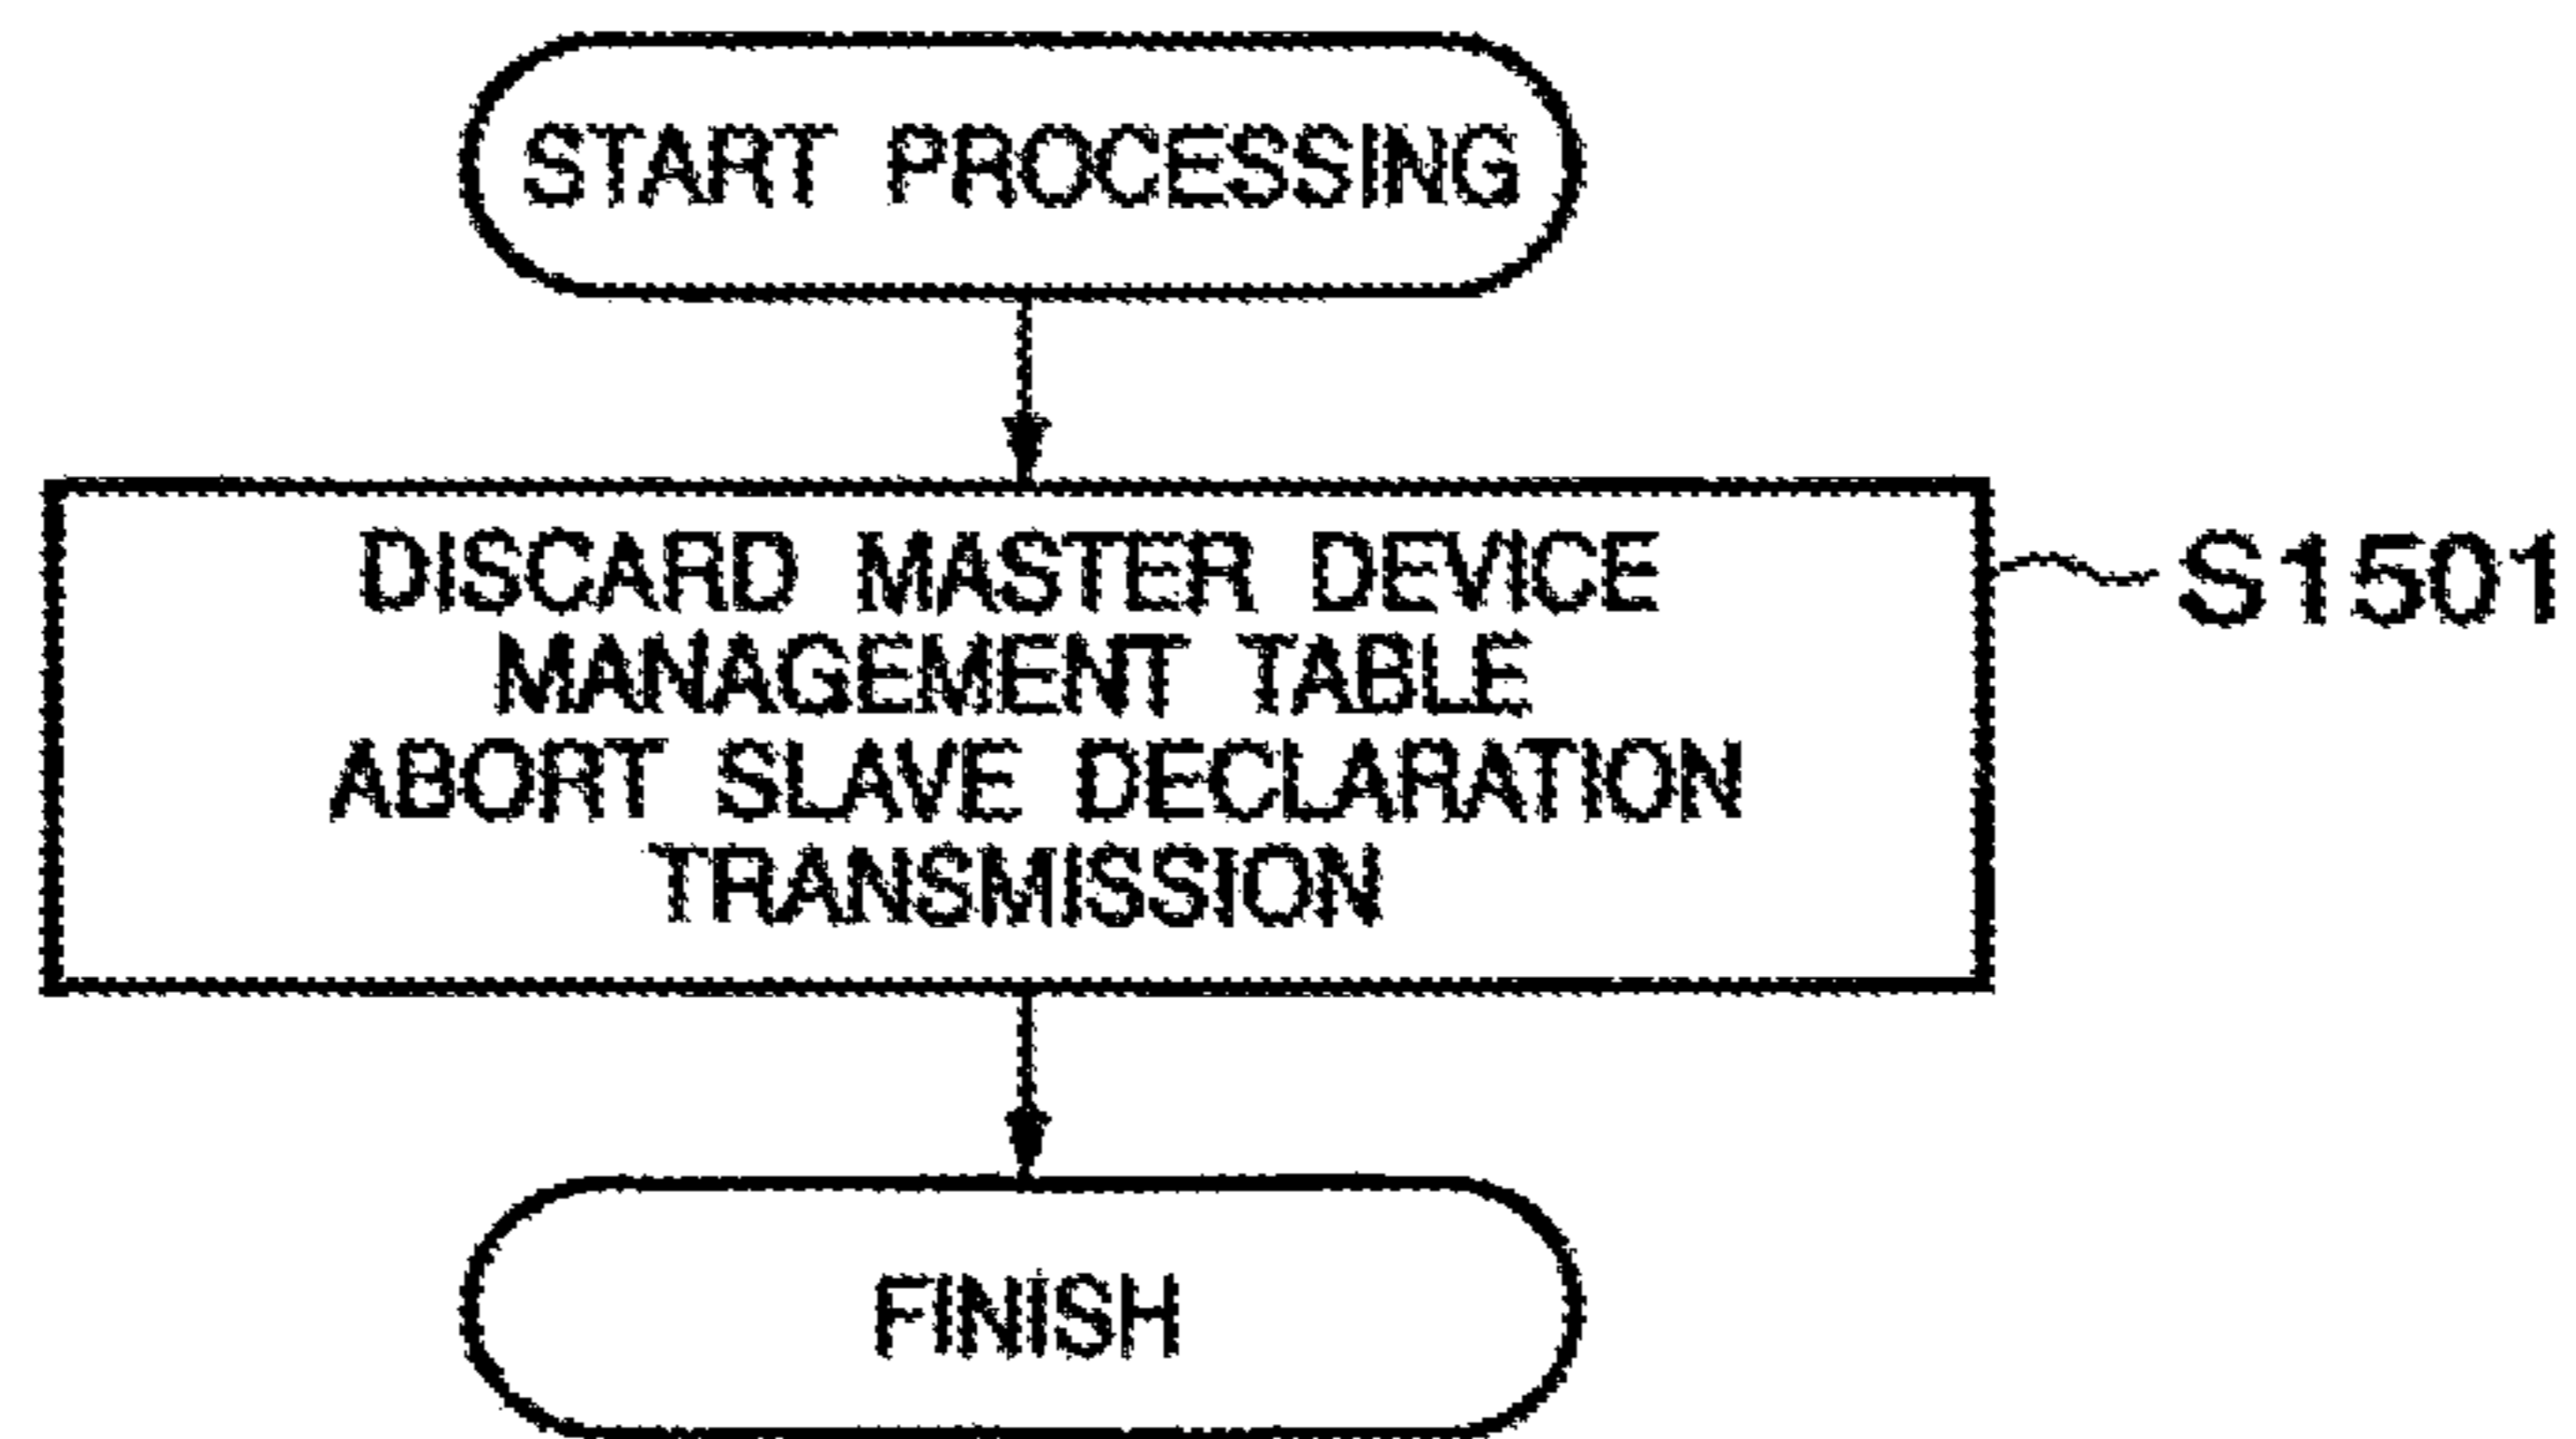 START PROCESSING
DISCARD MASTER DEVICE
MANAGEMENT TABLE
ABORT SLAVE DECLARATION
TRANSMISSION
S1501
FINISH